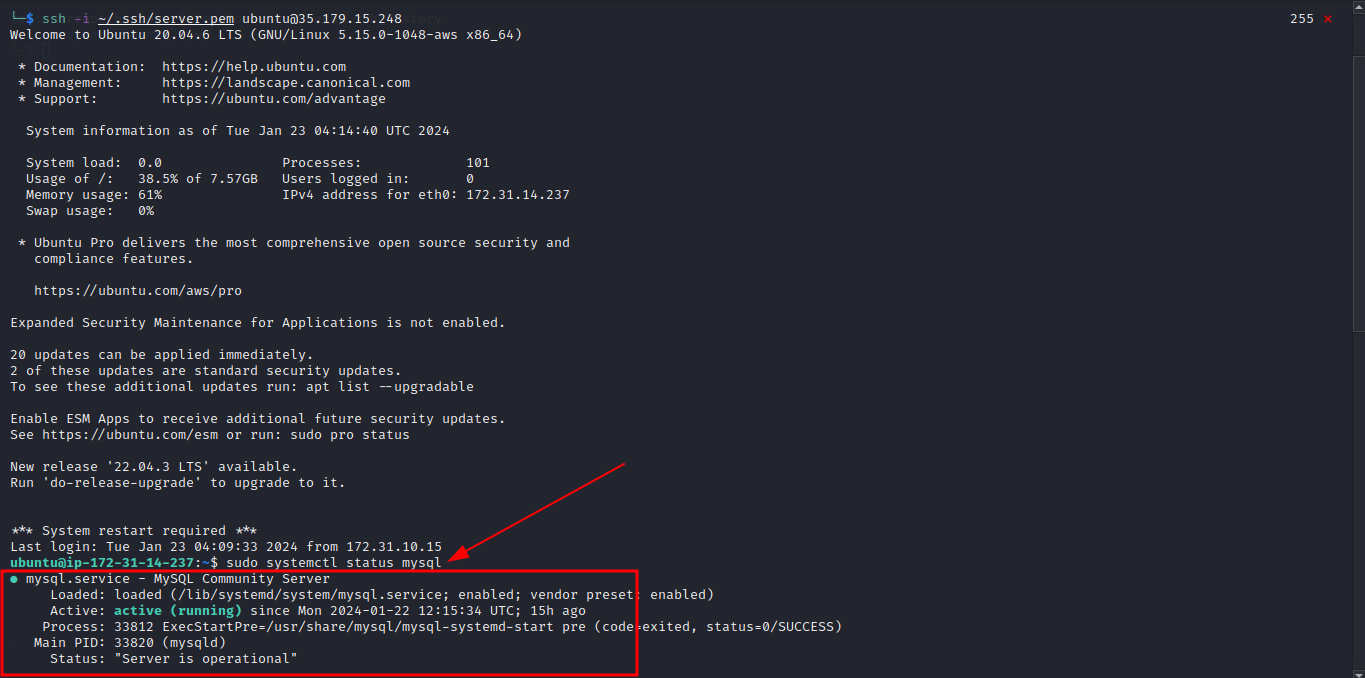 └─$ ssh -i ~/.ssh/server.pem ubuntu@35.179.15.248 255 ×
Welcome to Ubuntu 20.04.6 LTS (GNU/Linux 5.15.0-1048-aws x86_64)
* Documentation: https://help.ubuntu.com
* Management: https://landscape.canonical.com
* Support: https://ubuntu.com/advantage
System information as of Tue Jan 23 04:14:40 UTC 2024
System load: 0.0 Processes: 101
Usage of /: 38.5% of 7.57GB Users logged in: 0
Memory usage: 61% IPv4 address for eth0: 172.31.14.237
Swap usage: 0%
* Ubuntu Pro delivers the most comprehensive open source security and
compliance features.
https://ubuntu.com/aws/pro
Expanded Security Maintenance for Applications is not enabled.
20 updates can be applied immediately.
2 of these updates are standard security updates.
To see these additional updates run: apt list --upgradable
Enable ESM Apps to receive additional future security updates.
See https://ubuntu.com/esm or run: sudo pro status
New release '22.04.3 LTS' available.
Run 'do-release-upgrade' to upgrade to it.
*** System restart required ***
Last login: Tue Jan 23 04:09:33 2024 from 172.31.10.15
ubuntu@ip-172-31-14-237:~$ sudo systemctl status mysql
● mysql.service - MySQL Community Server
Loaded: loaded (/lib/systemd/system/mysql.service; enabled; vendor preset: enabled)
Active: active (running) since Mon 2024-01-22 12:15:34 UTC; 15h ago
Process: 33812 ExecStartPre=/usr/share/mysql/mysql-systemd-start pre (code=exited, status=0/SUCCESS)
Main PID: 33820 (mysqld)
Status: "Server is operational"